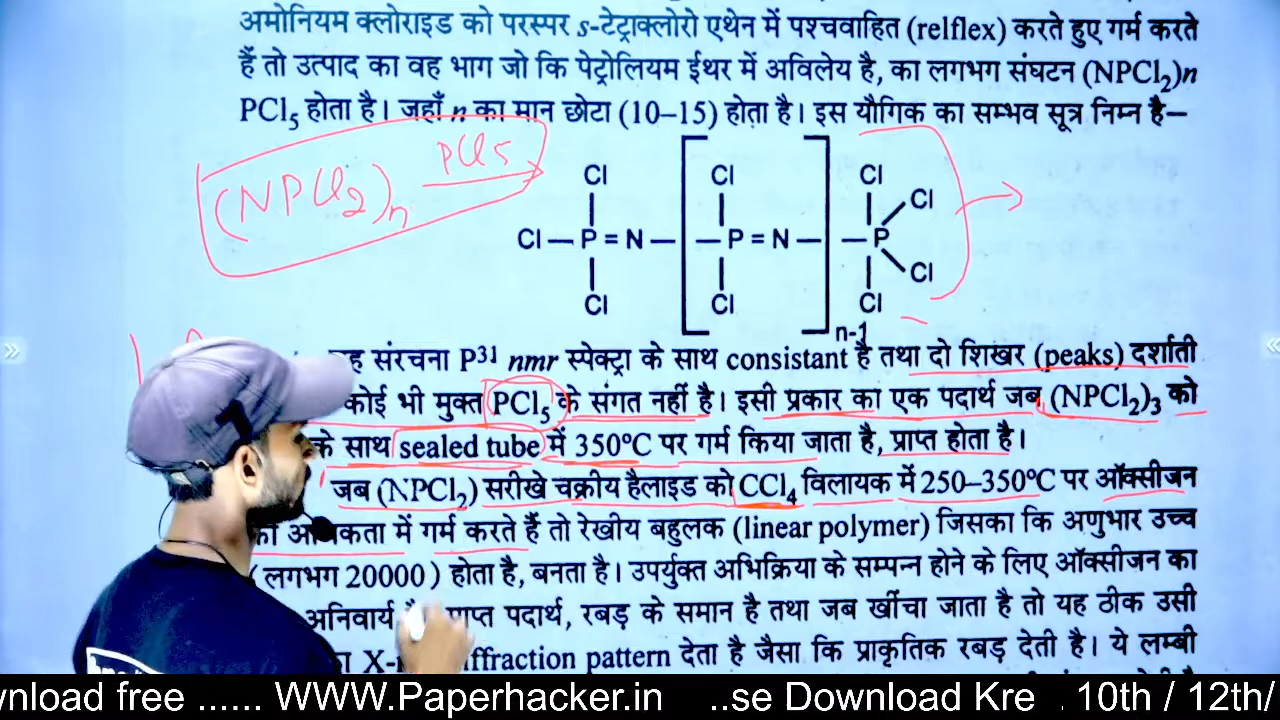 अमोनियम क्लोराइड को परस्पर s-टेट्राक्लोरो एथेन में पश्चवाहित (relflex) करते हुए गर्म करते
हैं तो उत्पाद का वह भाग जो कि पेट्रोलियम ईथर में अविलेय है, का लगभग संघटन (NPCl₂)n
PCl₅ होता है। जहाँ n का मान छोटा (10–15) होता है। इस यौगिक का सम्भव सूत्र निम्न है–
(NPCl₂)n PCl5
Cl Cl Cl Cl
Cl — P = N — [ — P = N — ] — P
Cl
Cl Cl Cl
n-1
संरचना P³¹ nmr स्पेक्ट्रा के साथ consistant है तथा दो शिखर (peaks) दर्शाती
कोई भी मुक्त PCl₅ के संगत नहीं है। इसी प्रकार का एक पदार्थ जब (NPCl₂)₃ को
के साथ sealed tube में 350°C पर गर्म किया जाता है, प्राप्त होता है।
जब (NPCl₂) सरीखे चक्रीय हैलाइड को CCl₄ विलायक में 250–350°C पर ऑक्सीजन
में गर्म करते हैं तो रेखीय बहुलक (linear polymer) जिसका कि अणुभार उच्च
(लगभग 20000) होता है, बनता है। उपर्युक्त अभिक्रिया के सम्पन्न होने के लिए ऑक्सीजन का
अनिवार्य पदार्थ, रबड़ के समान है तथा जब खींचा जाता है तो यह ठीक उसी
pattern देता है जैसा कि प्राकृतिक रबड़ देती है। ये लम्बी
wnload free ...... WWW.Paperhacker.in ..se Download Kre . 10th / 12th/